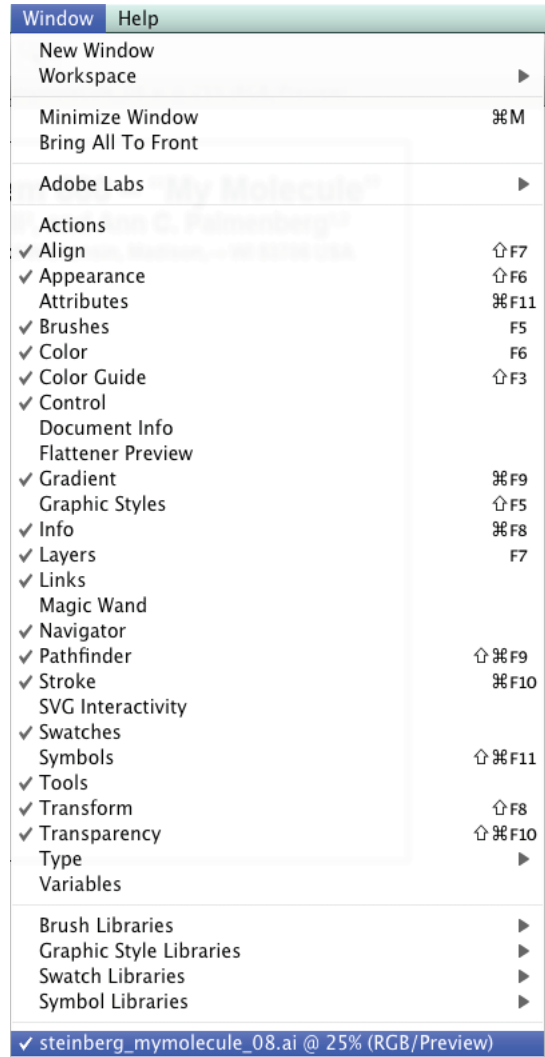 Window Help
New Window
Workspace ▶
Minimize Window ⌘M
Bring All To Front
Adobe Labs ▶
Actions
✓ Align ⇧F7
✓ Appearance ⇧F6
Attributes ⌘F11
✓ Brushes F5
✓ Color F6
✓ Color Guide ⇧F3
✓ Control
Document Info
Flattener Preview
✓ Gradient ⌘F9
Graphic Styles ⇧F5
✓ Info ⌘F8
✓ Layers F7
✓ Links
Magic Wand
✓ Navigator
✓ Pathfinder ⇧⌘F9
✓ Stroke ⌘F10
SVG Interactivity
✓ Swatches
Symbols ⇧⌘F11
✓ Tools
✓ Transform ⇧F8
✓ Transparency ⇧⌘F10
Type ▶
Variables
Brush Libraries ▶
Graphic Style Libraries ▶
Swatch Libraries ▶
Symbol Libraries ▶
✓ steinberg_mymolecule_08.ai @ 25% (RGB/Preview)